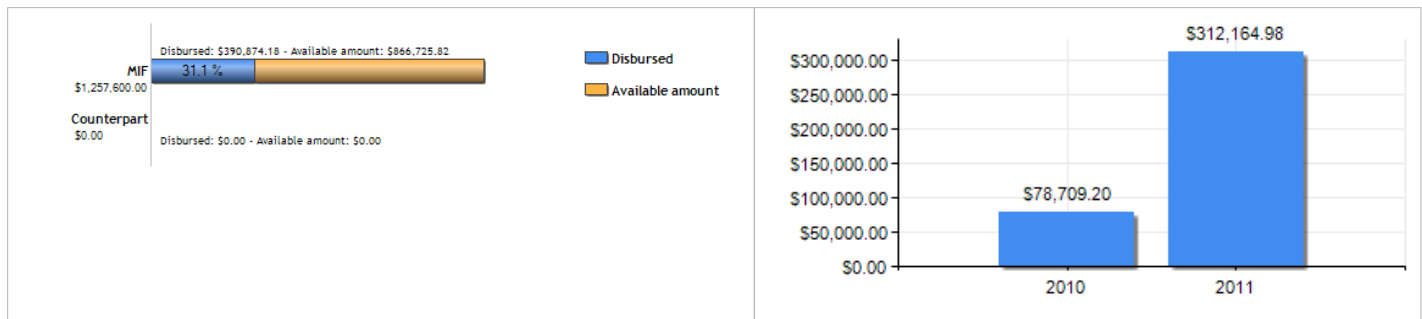 Disbursed: $390,874.18 - Available amount: $866,725.82
MIF
31.1 %
$1,257,600.00
Counterpart
$0.00
Disbursed: $0.00 - Available amount: $0.00
Disbursed
Available amount
$312,164.98
$300,000.00
$250,000.00
$200,000.00
$150,000.00
$100,000.00
$78,709.20
$50,000.00
$0.00
2010
2011